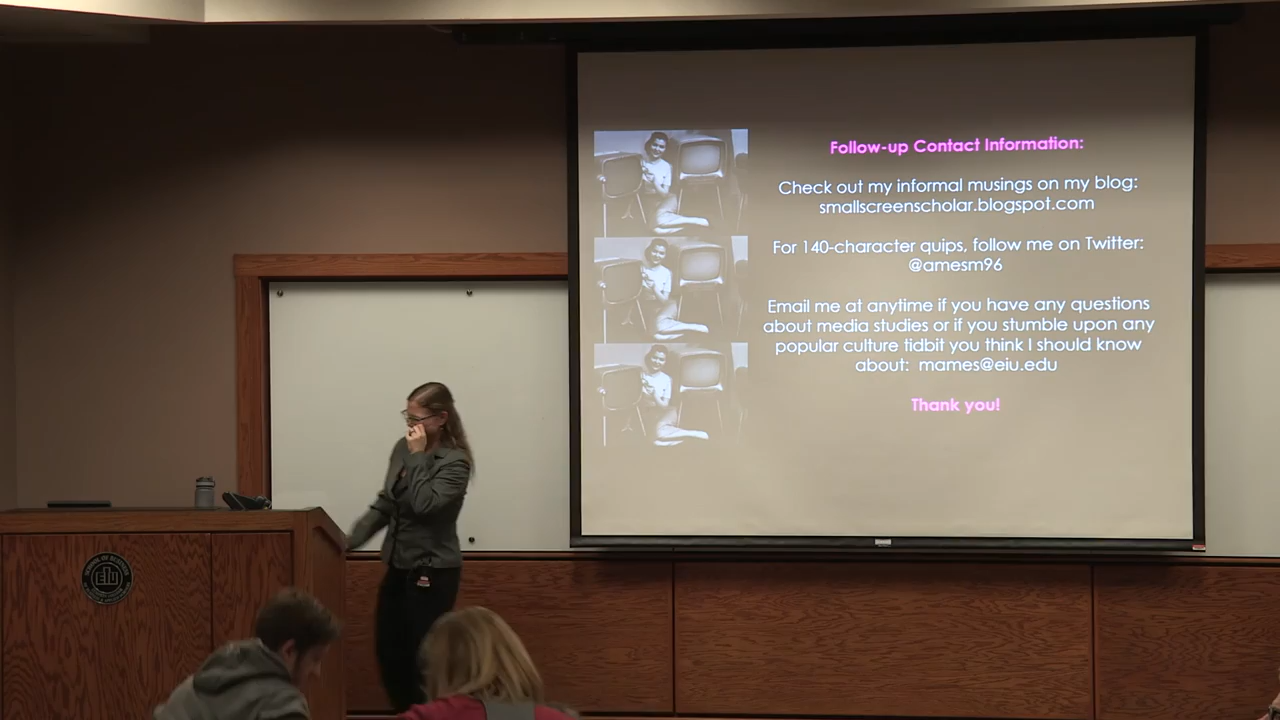 Follow-up Contact Information:
Check out my informal musings on my blog:
smallscreenscholar.blogspot.com
For 140-character quips, follow me on Twitter:
@amesm96
Email me at anytime if you have any questions
about media studies or if you stumble upon any
popular culture tidbit you think I should know
about: mames@eiu.edu
Thank you!
EIU